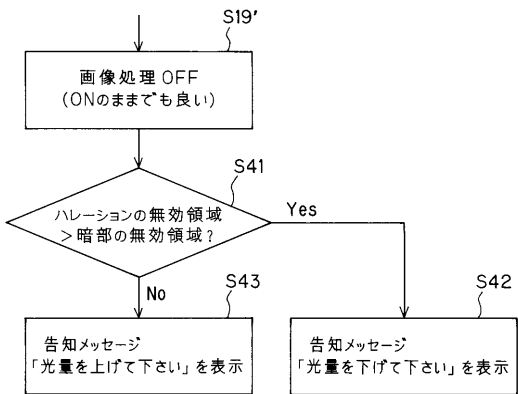 S19'
画像処理 OFF
(ONのままでも良い)
S41
ハレーションの無効領域
>暗部の無効領域?
Yes
No
S43
S42
告知メッセージ
「光量を上げて下さい」を表示
告知メッセージ
「光量を下げて下さい」を表示